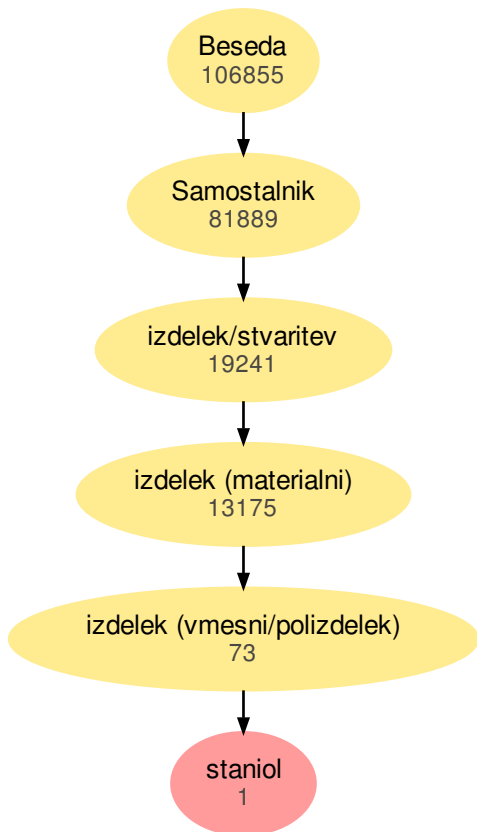 Beseda
106855
Samostalnik
81889
izdelek/stvaritev
19241
izdelek (materialni)
13175
izdelek (vmesni/polizdelek)
73
staniol
1